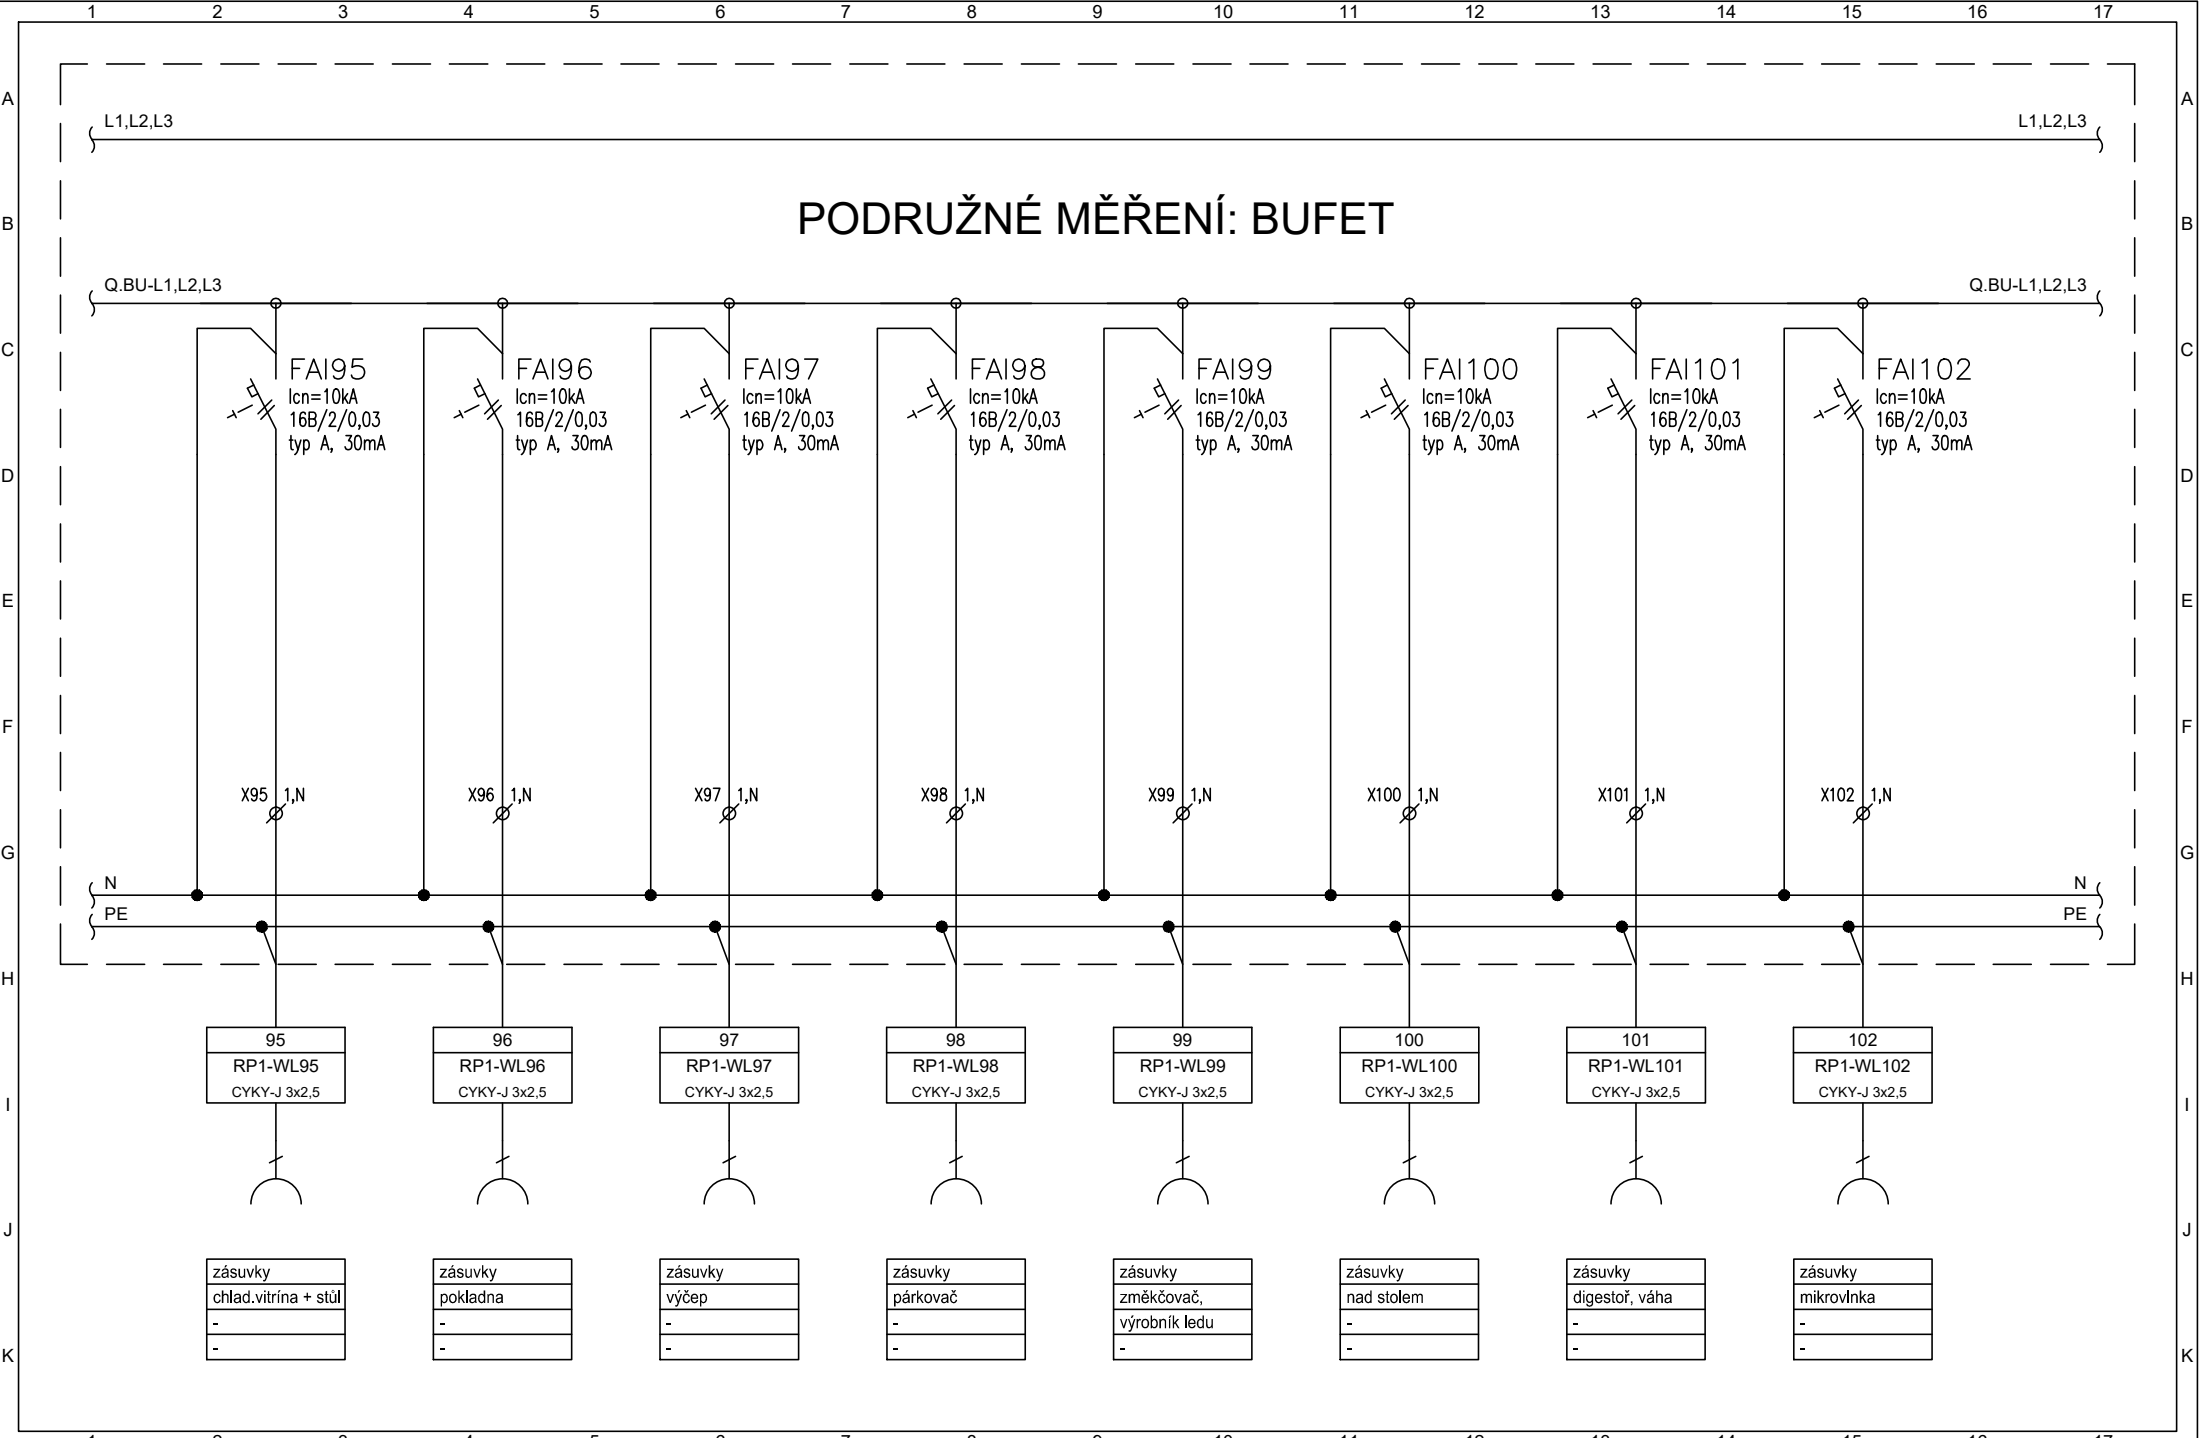 1 2 3 4 5 6 7 8 9 10 11 12 13 14 15 16 17
A A
L1,L2,L3 L1,L2,L3
B B
PODRUŽNÉ MĚŘENÍ: BUFET
Q.BU-L1,L2,L3 Q.BU-L1,L2,L3
C C
FAI95 FAI96 FAI97 FAI98 FAI99 FAI100 FAI101 FAI102
Icn=10kA Icn=10kA Icn=10kA Icn=10kA Icn=10kA Icn=10kA Icn=10kA Icn=10kA
16B/2/0,03 16B/2/0,03 16B/2/0,03 16B/2/0,03 16B/2/0,03 16B/2/0,03 16B/2/0,03 16B/2/0,03
typ A, 30mA typ A, 30mA typ A, 30mA typ A, 30mA typ A, 30mA typ A, 30mA typ A, 30mA typ A, 30mA
D D
E E
F F
X95 1,N X96 1,N X97 1,N X98 1,N X99 1,N X100 1,N X101 1,N X102 1,N
G G
N N
PE PE
H H
95 96 97 98 99 100 101 102
RP1-WL95 RP1-WL96 RP1-WL97 RP1-WL98 RP1-WL99 RP1-WL100 RP1-WL101 RP1-WL102
CYKY-J 3x2,5 CYKY-J 3x2,5 CYKY-J 3x2,5 CYKY-J 3x2,5 CYKY-J 3x2,5 CYKY-J 3x2,5 CYKY-J 3x2,5 CYKY-J 3x2,5
I I
J J
zásuvky zásuvky zásuvky zásuvky zásuvky zásuvky zásuvky zásuvky
chlad.vitrína + stůl pokladna výčep párkovač změkčovač, nad stolem digestoř, váha mikrovlnka
- - - - výrobník ledu - - -
- - - - - - - -
K K